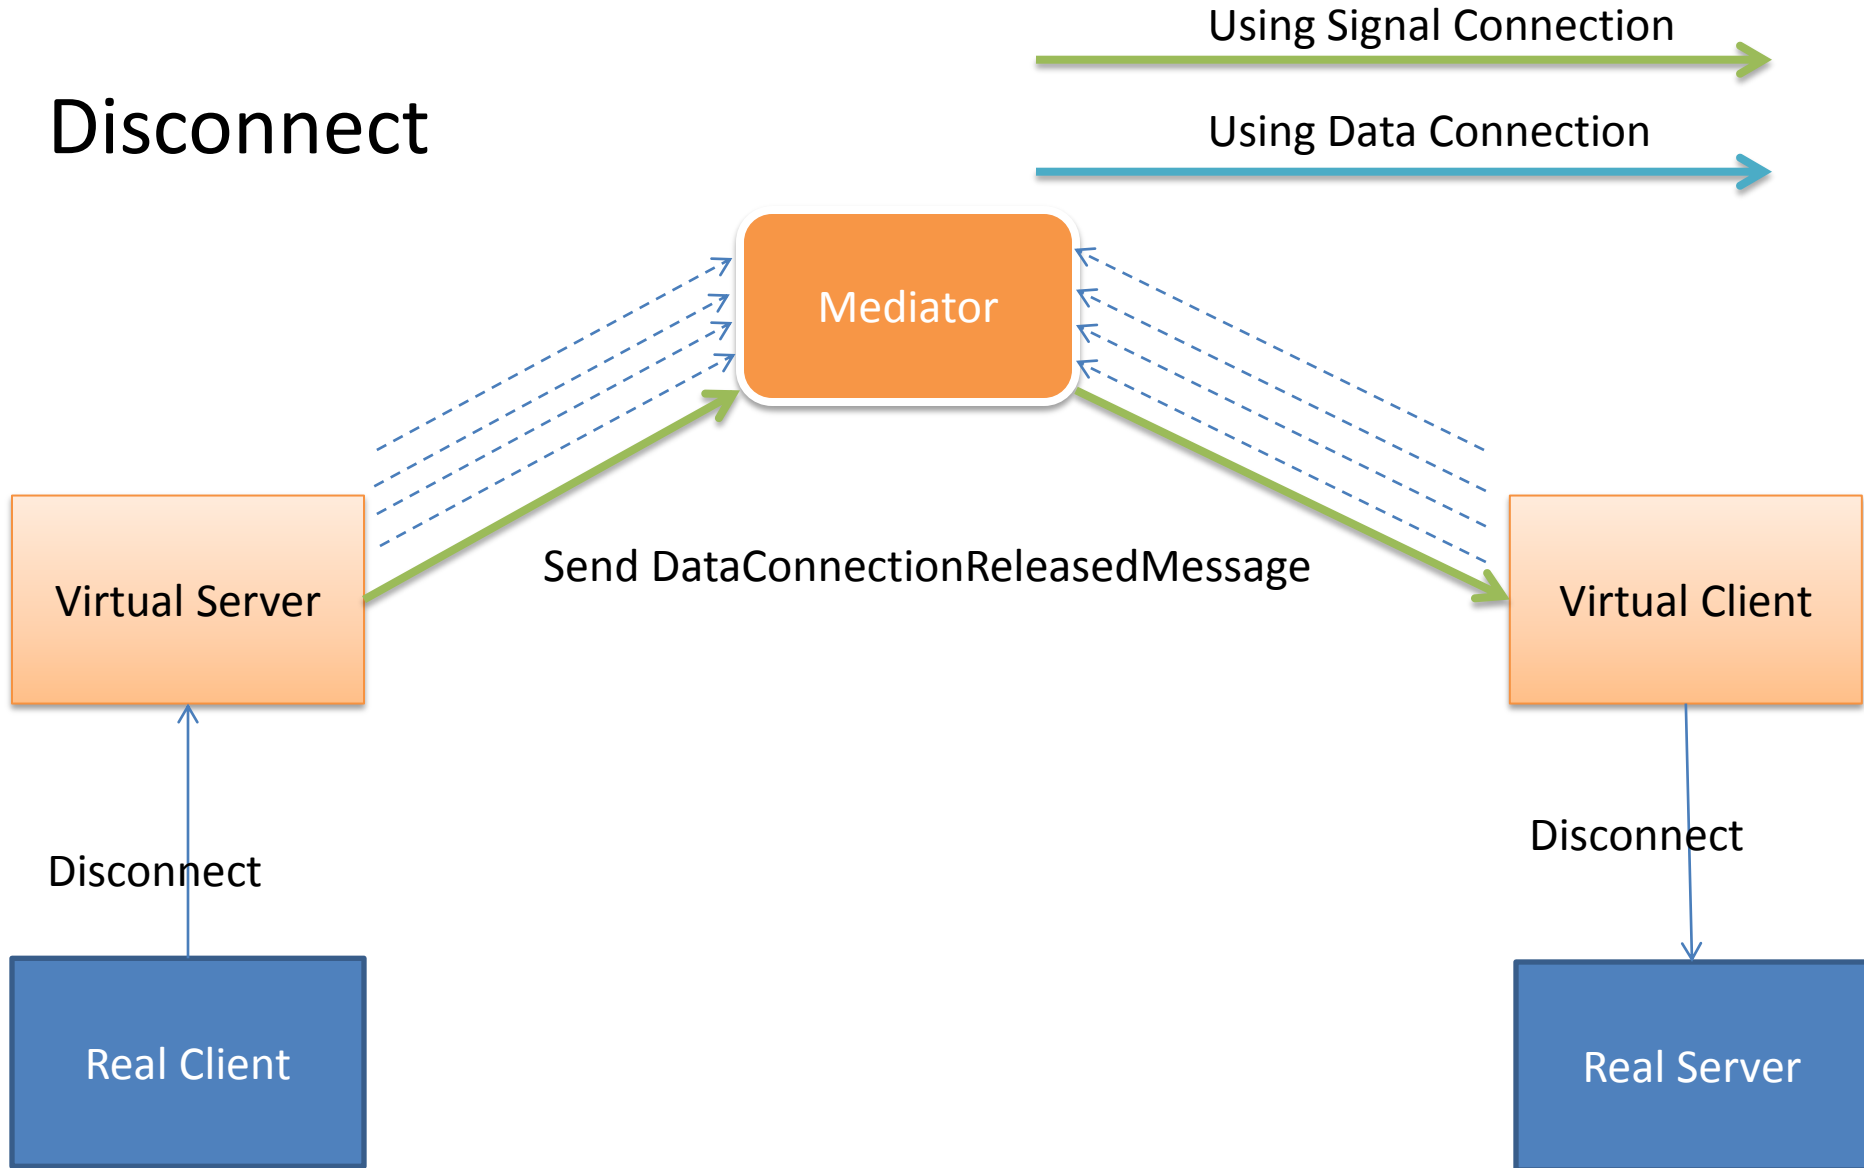 Using Signal Connection
Disconnect
Using Data Connection
Mediator
Send DataConnectionReleasedMessage
Virtual Server
Virtual Client
Disconnect
Disconnect
Real Client
Real Server